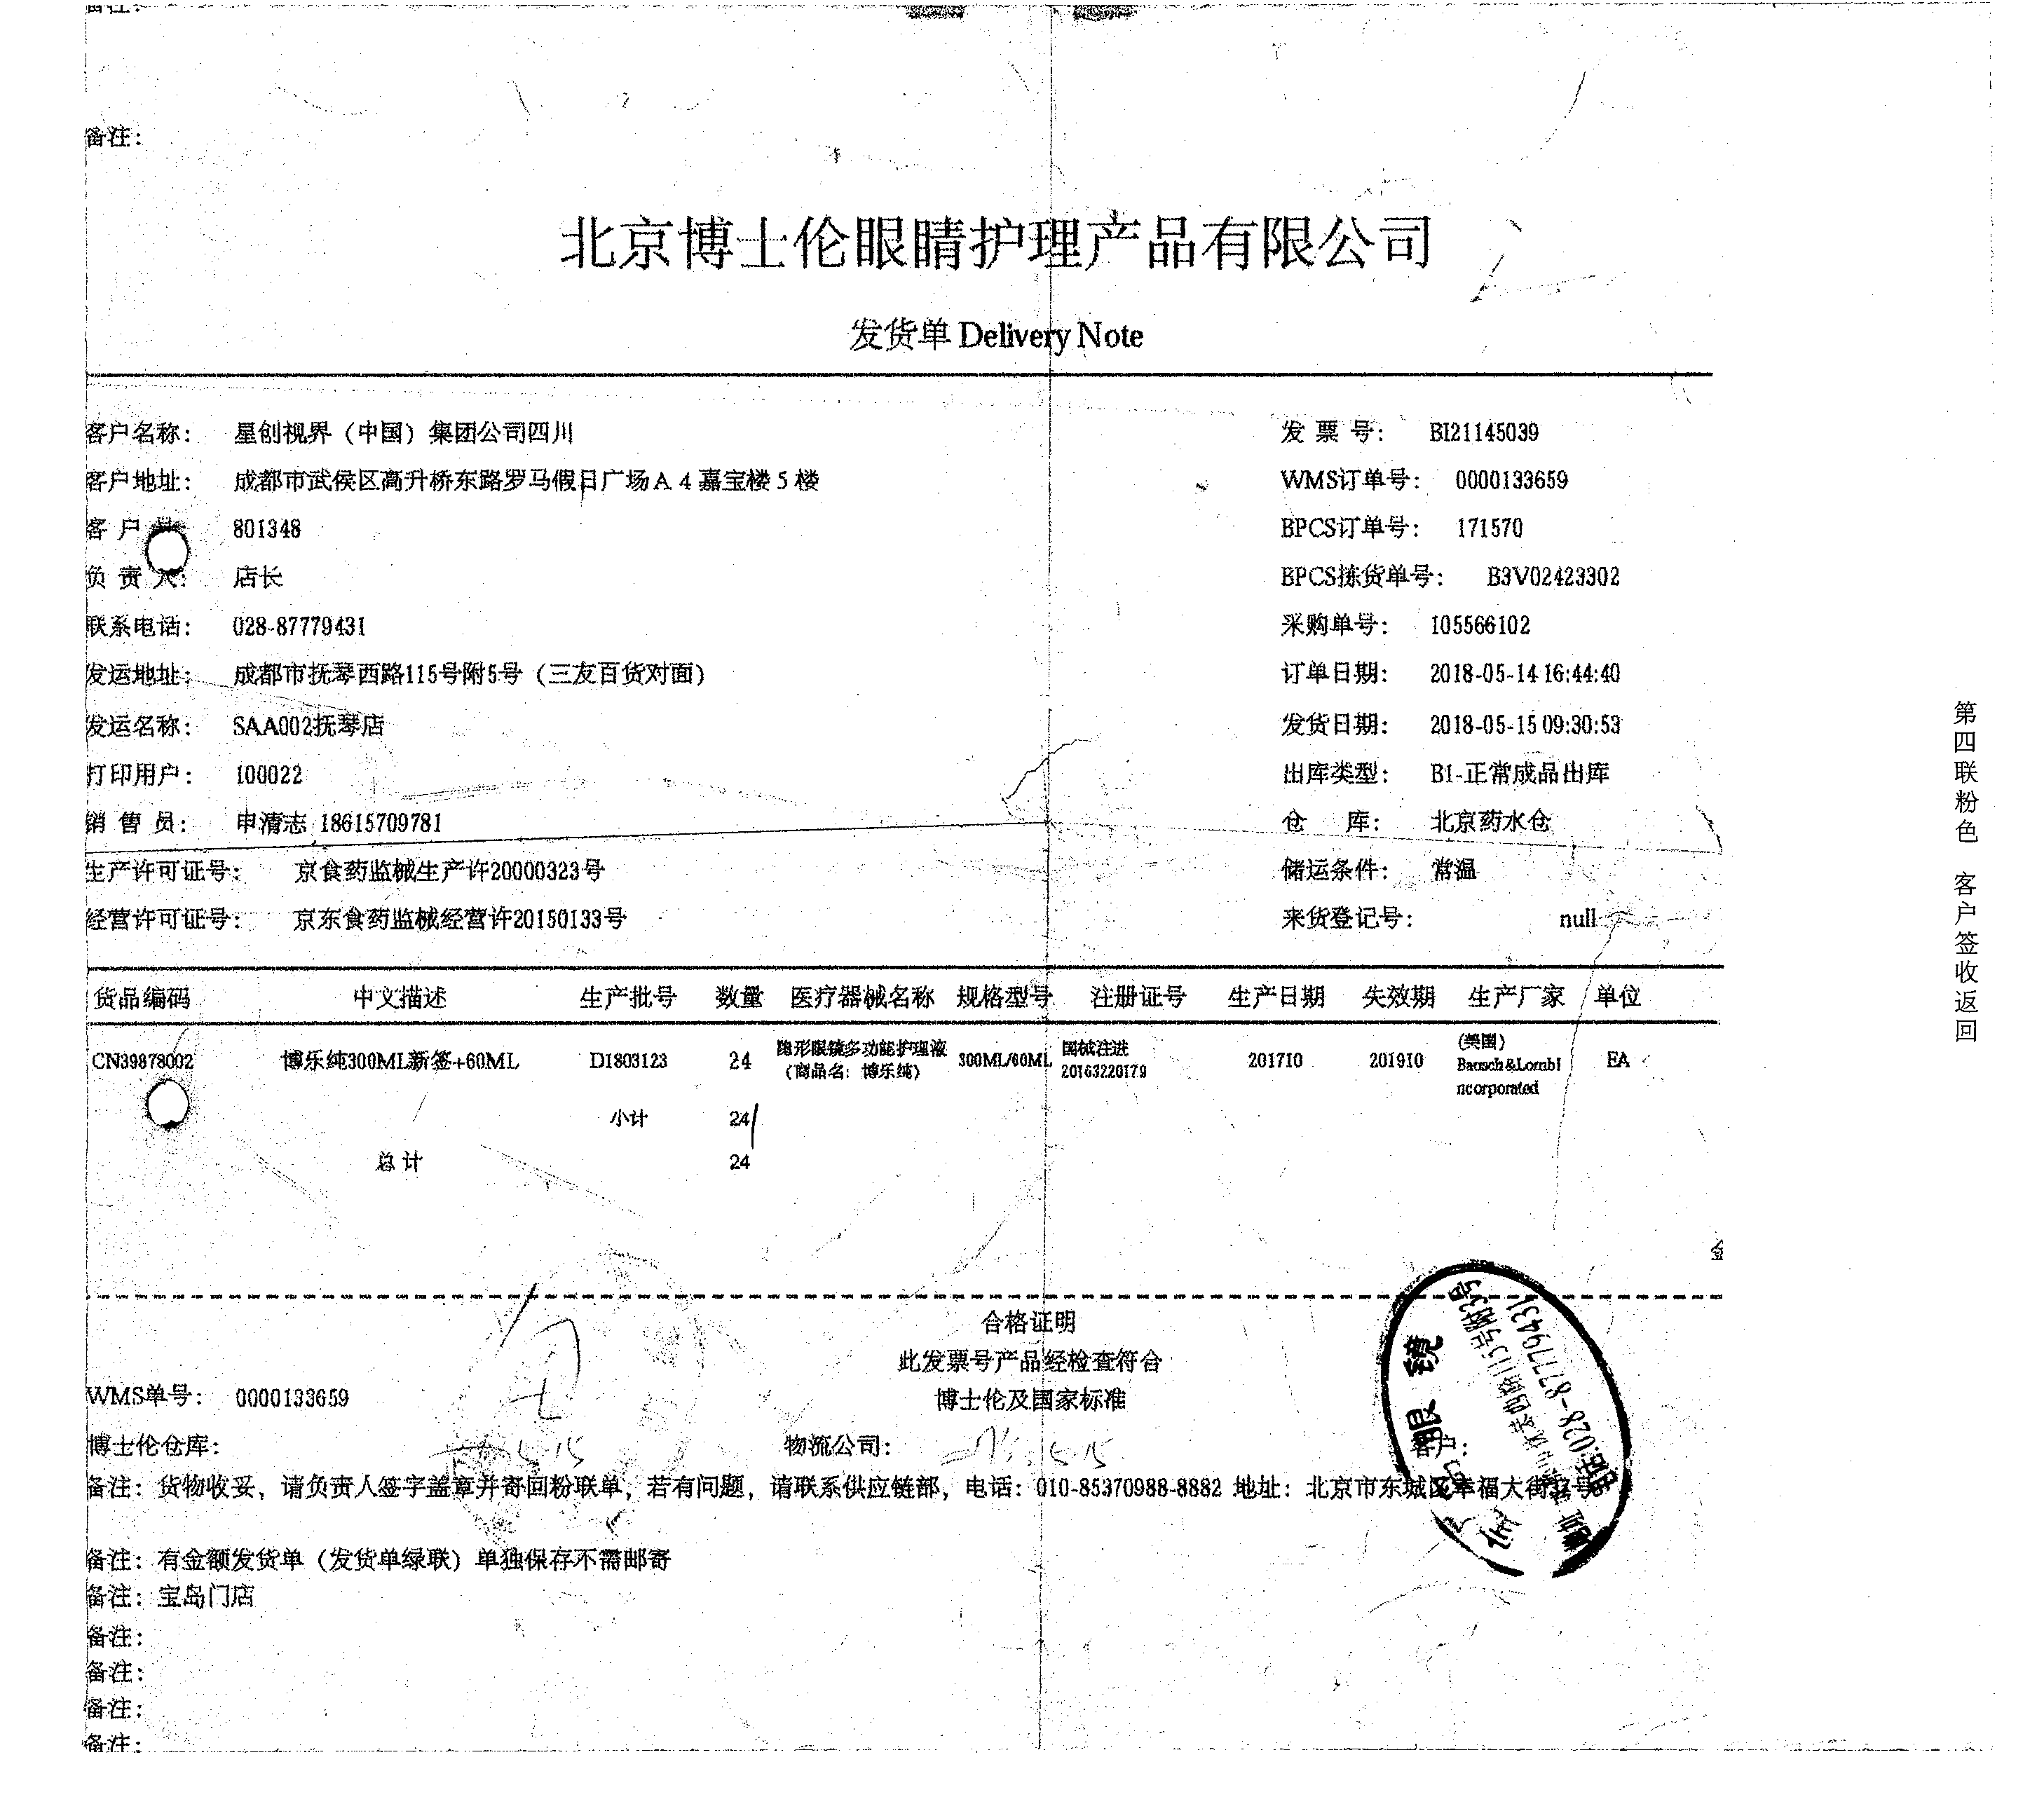 备注：
备注：
北京博士伦眼睛护理产品有限公司
发货单 Delivery Note
客户名称： 星创视界（中国）集团公司四川 发 票 号： BI21145039
客户地址： 成都市武侯区高升桥东路罗马假日广场A 4 嘉宝楼 5 楼 WMS订单号： 0000133659
客 户 801348 BPCS订单号： 171570
负 责 人： 店长 BPCS拣货单号： B3V02423302
联系电话： 028-87779431 采购单号： 105566102
发运地址： 成都市抚琴西路115号附5号（三友百货对面） 订单日期： 2018-05-14 16:44:40
发运名称： SAA002抚琴店 发货日期： 2018-05-15 09:30:53
打印用户： 100022 出库类型： B1-正常成品出库
销 售 员： 申清志 18615709781 仓 库： 北京药水仓
生产许可证号： 京食药监械生产许20000323号 储运条件： 常温
经营许可证号： 京东食药监械经营许20150133号 来货登记号： null
货品编码 中文描述 生产批号 数量 医疗器械名称 规格型号 注册证号 生产日期 失效期 生产厂家 单位
CN39878002 博乐纯300ML新签+60ML D1803123 24 隐形眼镜多功能护理液（商品名：博乐纯） 300ML/60ML 国械注进20163220179 201710 201910 (美国) Bausch&Lomb Incorporated EA
小计 24
总 计 24
合格证明
此发票号产品经检查符合
博士伦及国家标准
WMS单号： 0000133659
博士伦仓库： 5.15 物流公司： 5.15 客户：
备注：货物收妥，请负责人签字盖章并寄回粉联单，若有问题，请联系供应链部，电话：010-85370988-8882 地址：北京市东城区幸福大街32号
备注：有金额发货单（发货单绿联）单独保存不需邮寄
备注：宝岛门店
备注：
备注：
备注：
备注：
第四联粉色 客户签收返回
眼镜
电话:028-87779431